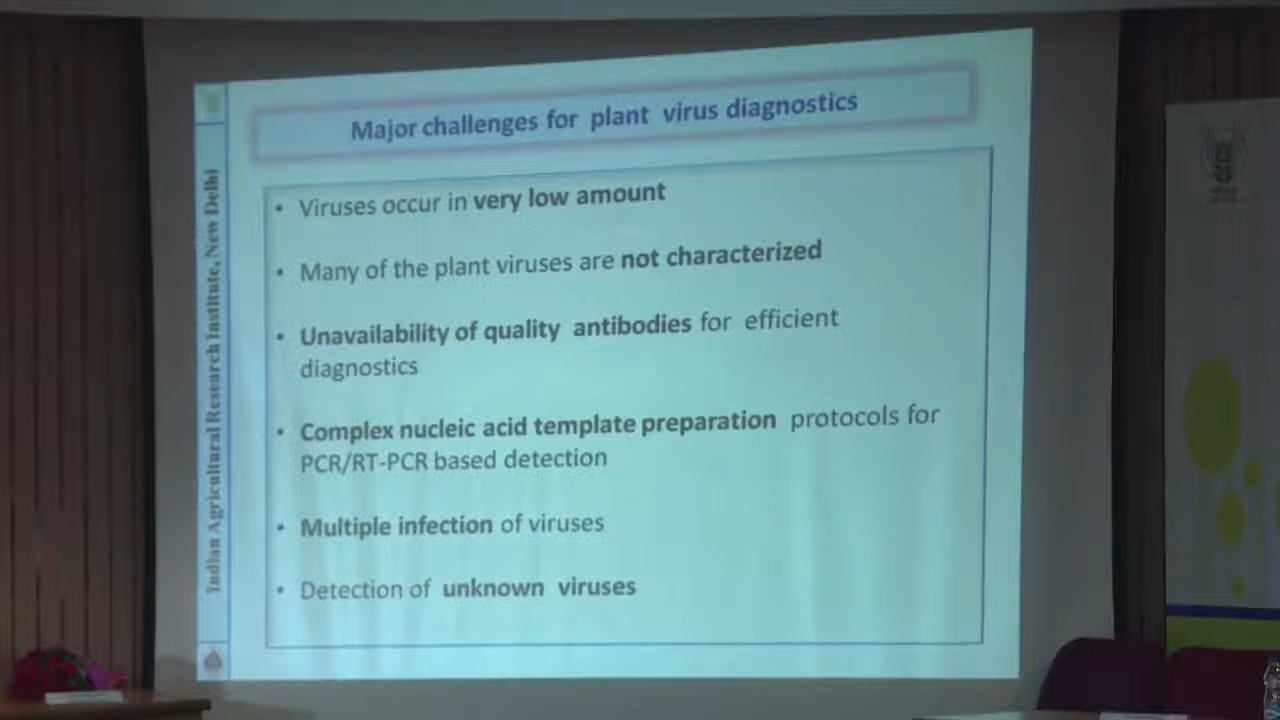 Major challenges for plant virus diagnostics
Indian Agricultural Research Institute, New Delhi
• Viruses occur in very low amount
• Many of the plant viruses are not characterized
• Unavailability of quality antibodies for efficient
diagnostics
• Complex nucleic acid template preparation protocols for
PCR/RT-PCR based detection
• Multiple infection of viruses
• Detection of unknown viruses